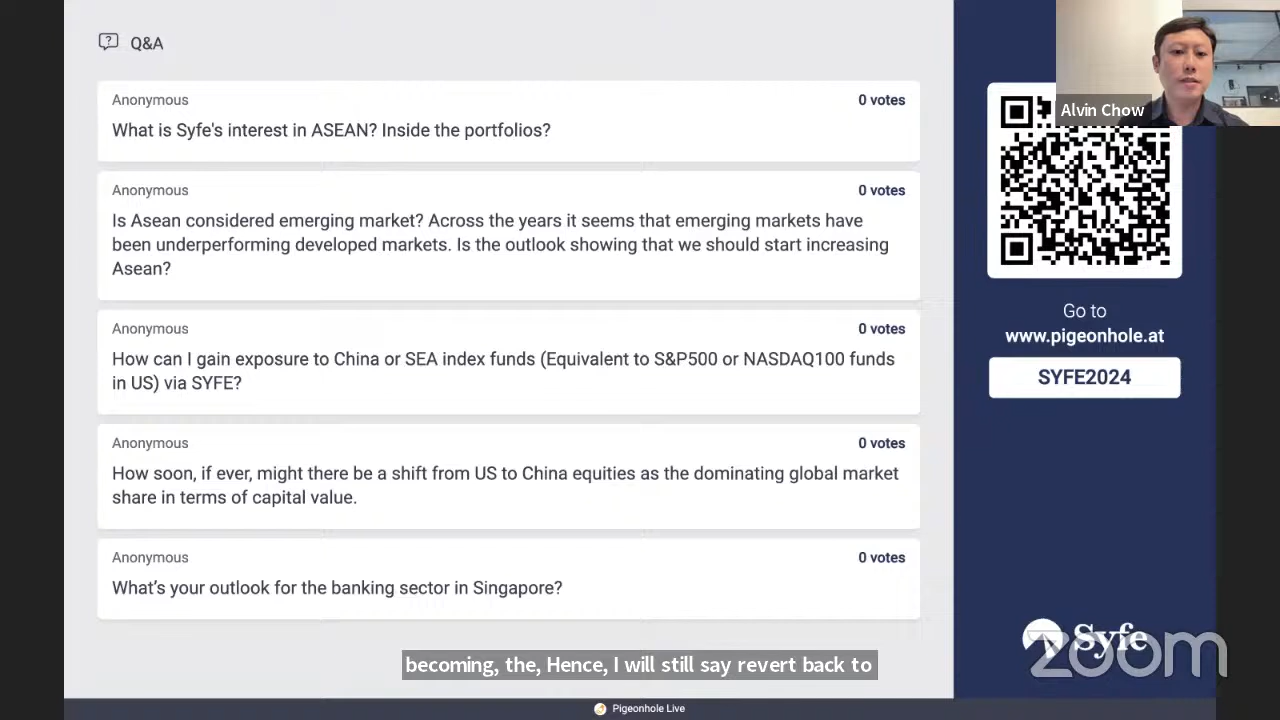 Q&A
Anonymous
0 votes
What is Syfe's interest in ASEAN? Inside the portfolios?
Anonymous
0 votes
Is Asean considered emerging market? Across the years it seems that emerging markets have
been underperforming developed markets. Is the outlook showing that we should start increasing
Asean?
Anonymous
0 votes
How can I gain exposure to China or SEA index funds (Equivalent to S&P500 or NASDAQ100 funds
in US) via SYFE?
Anonymous
0 votes
How soon, if ever, might there be a shift from US to China equities as the dominating global market
share in terms of capital value.
Anonymous
0 votes
What’s your outlook for the banking sector in Singapore?
becoming, the, Hence, I will still say revert back to
Pigeonhole Live
Alvin Chow
Go to
www.pigeonhole.at
SYFE2024
Syfe
zoom